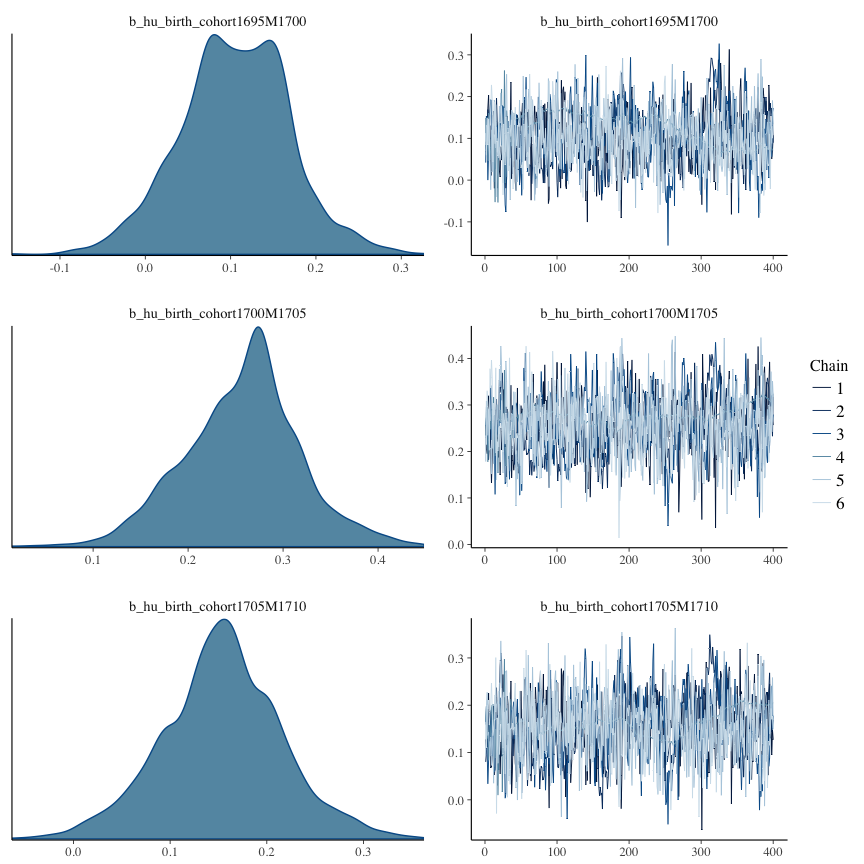 b_hu_birth_cohort1695M1700
-0.1 0.0 0.1 0.2 0.3
b_hu_birth_cohort1695M1700
0.3
0.2
0.1
0.0
-0.1
0 100 200 300 400
b_hu_birth_cohort1700M1705
0.1 0.2 0.3 0.4
b_hu_birth_cohort1700M1705
0.4
0.3
0.2
0.1
0.0
0 100 200 300 400
Chain
1
2
3
4
5
6
b_hu_birth_cohort1705M1710
0.0 0.1 0.2 0.3
b_hu_birth_cohort1705M1710
0.3
0.2
0.1
0.0
0 100 200 300 400